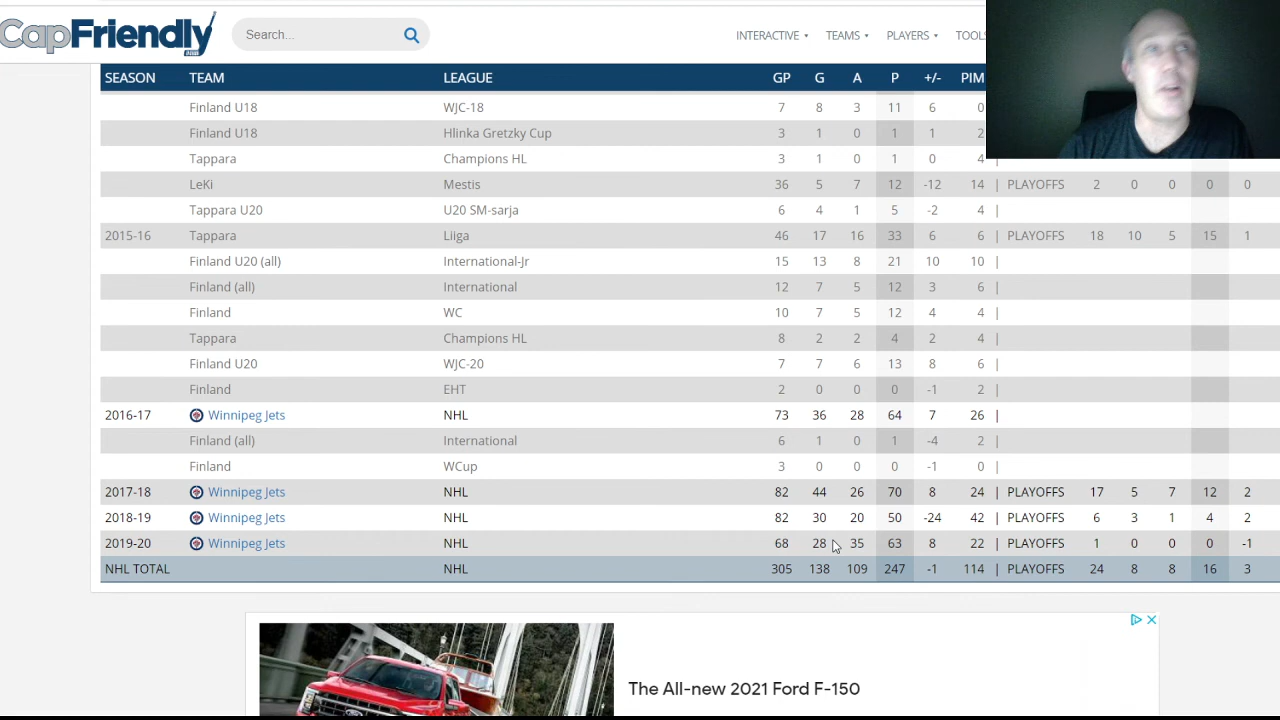 CapFriendly
.COM
Search...
INTERACTIVE TEAMS PLAYERS TOOLS
SEASON TEAM LEAGUE GP G A P +/- PIM
Finland U18 WJC-18 7 8 3 11 6 0
Finland U18 Hlinka Gretzky Cup 3 1 0 1 1 2
Tappara Champions HL 3 1 0 1 0 4 |
LeKi Mestis 36 5 7 12 -12 14 | PLAYOFFS 2 0 0 0 0
Tappara U20 U20 SM-sarja 6 4 1 5 -2 4 |
2015-16 Tappara Liiga 46 17 16 33 6 6 | PLAYOFFS 18 10 5 15 1
Finland U20 (all) International-Jr 15 13 8 21 10 10 |
Finland (all) International 12 7 5 12 3 6 |
Finland WC 10 7 5 12 4 4 |
Tappara Champions HL 8 2 2 4 2 4 |
Finland U20 WJC-20 7 7 6 13 8 6 |
Finland EHT 2 0 0 0 -1 2 |
2016-17 Winnipeg Jets NHL 73 36 28 64 7 26 |
Finland (all) International 6 1 0 1 -4 2 |
Finland WCup 3 0 0 0 -1 0 |
2017-18 Winnipeg Jets NHL 82 44 26 70 8 24 | PLAYOFFS 17 5 7 12 2
2018-19 Winnipeg Jets NHL 82 30 20 50 -24 42 | PLAYOFFS 6 3 1 4 2
2019-20 Winnipeg Jets NHL 68 28 35 63 8 22 | PLAYOFFS 1 0 0 0 -1
NHL TOTAL NHL 305 138 109 247 -1 114 | PLAYOFFS 24 8 8 16 3
The All-new 2021 Ford F-150